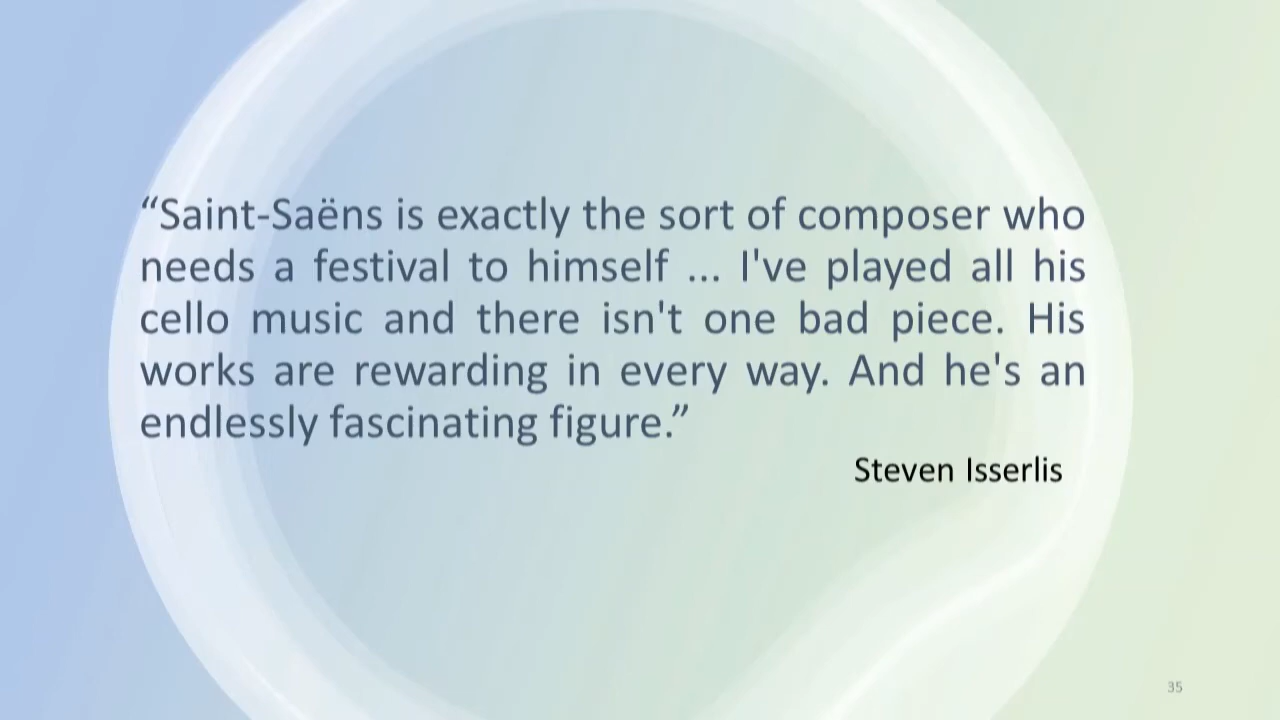 “Saint-Saëns is exactly the sort of composer who
needs a festival to himself ... I've played all his
cello music and there isn't one bad piece. His
works are rewarding in every way. And he's an
endlessly fascinating figure.”
Steven Isserlis
35